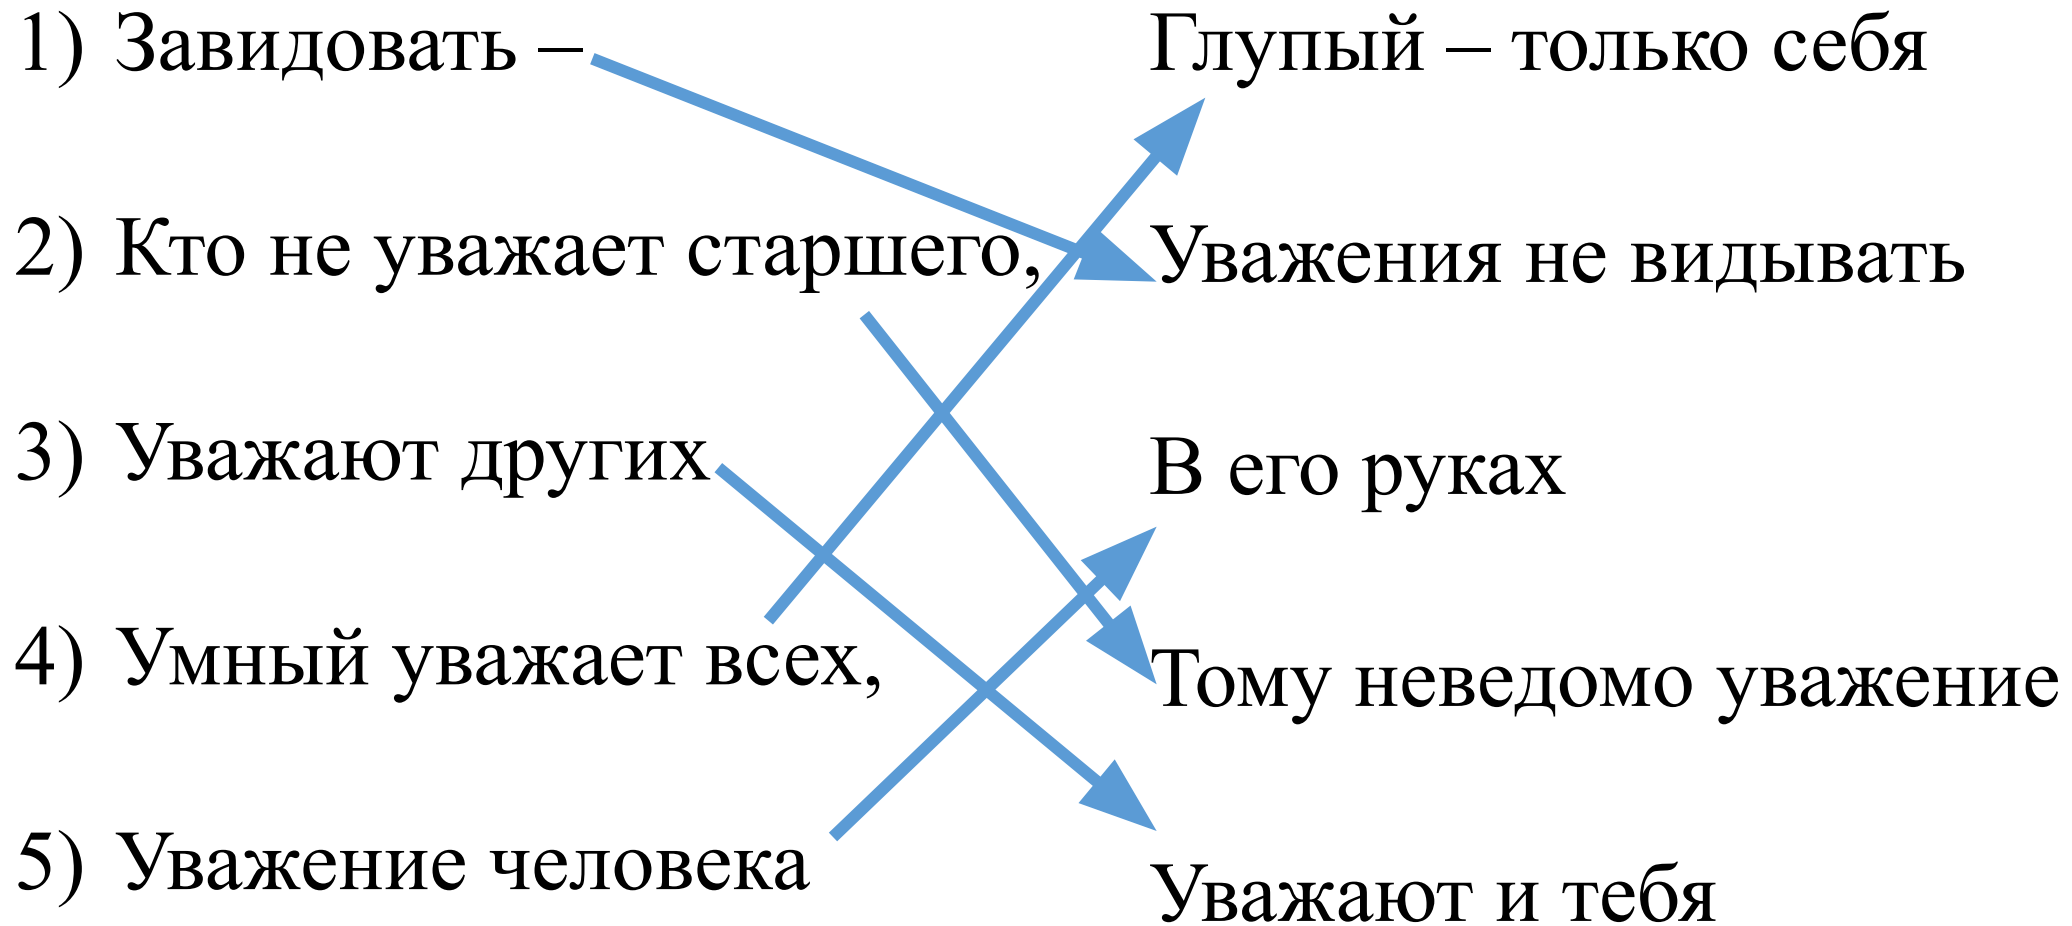 1) Завидовать – Глупый – только себя
2) Кто не уважает старшего, Уважения не видывать
3) Уважают других В его руках
4) Умный уважает всех, Тому неведомо уважение
5) Уважение человека Уважают и тебя